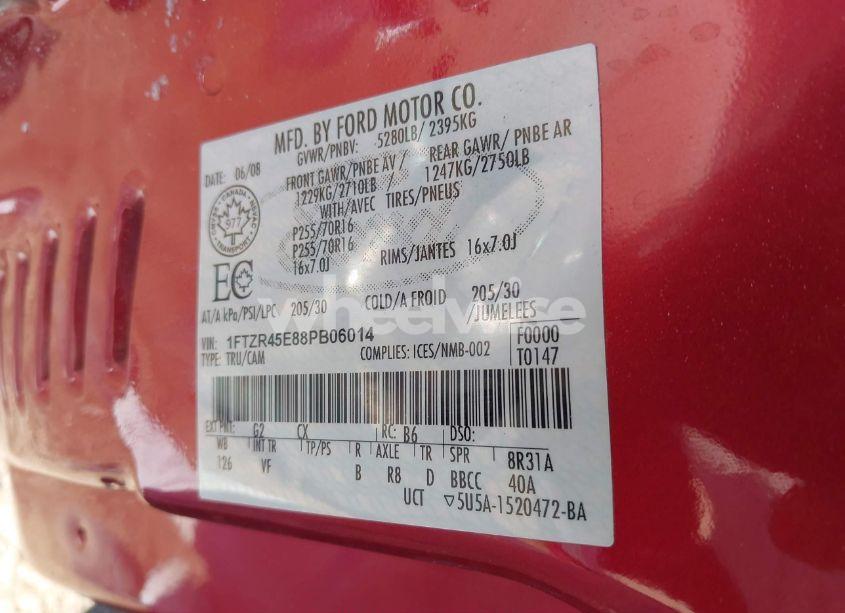 MFD. BY FORD MOTOR CO.
GVWR/PNBV: 5280LB/ 2395KG
DATE: 06/08
FRONT GAWR/PNBE AV / REAR GAWR/ PNBE AR
1229KG/2710LB / 1247KG/2750LB
WITH/AVEC TIRES/PNEUS
P255/70R16
P255/70R16 RIMS/JANTES 16x7.0J
16x7.0J
CANADA
977
TRANSPORT
EC
AT/A kPa/PSI/LPC 205/30 COLD/A FROID 205/30
/JUMELEES
wheelwise
VIN: 1FTZR45E88PB06014 F0000
TYPE: TRU/CAM COMPLIES: ICES/NMB-002 T0147
EXT PNT: G2 CX RC: B6 DSO:
WB INT TR TP/PS R AXLE TR SPR 8R31A
126 VF B R8 D BBCC 40A
UCT ▽5U5A-1520472-BA